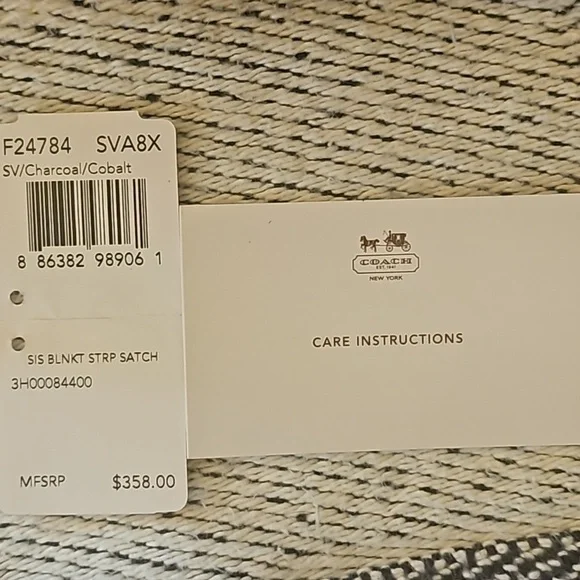 F24784 SVA8X
SV/Charcoal/Cobalt
8 86382 98906 1
SIS BLNKT STRP SATCH
3H00084400
MFSRP $358.00
COACH
EST. 1941
NEW YORK
CARE INSTRUCTIONS